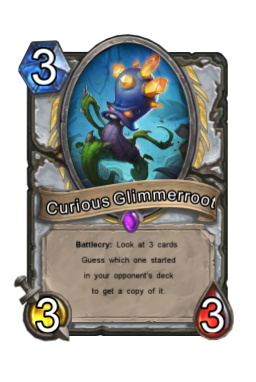 3
Curious Glimmerroot
Battlecry: Look at 3 cards
Guess which one started
in your opponent's deck
to get a copy of it.
3
3